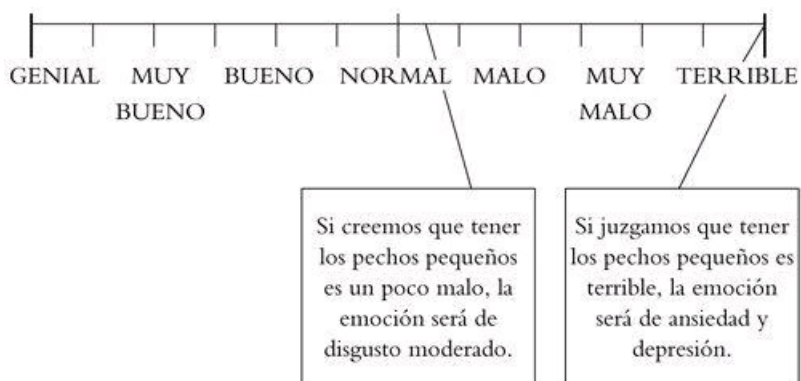 GENIAL MUY BUENO NORMAL MALO MUY TERRIBLE
BUENO MALO
Si creemos que tener
los pechos pequeños
es un poco malo, la
emoción será de
disgusto moderado.
Si juzgamos que tener
los pechos pequeños es
terrible, la emoción
será de ansiedad y
depresión.